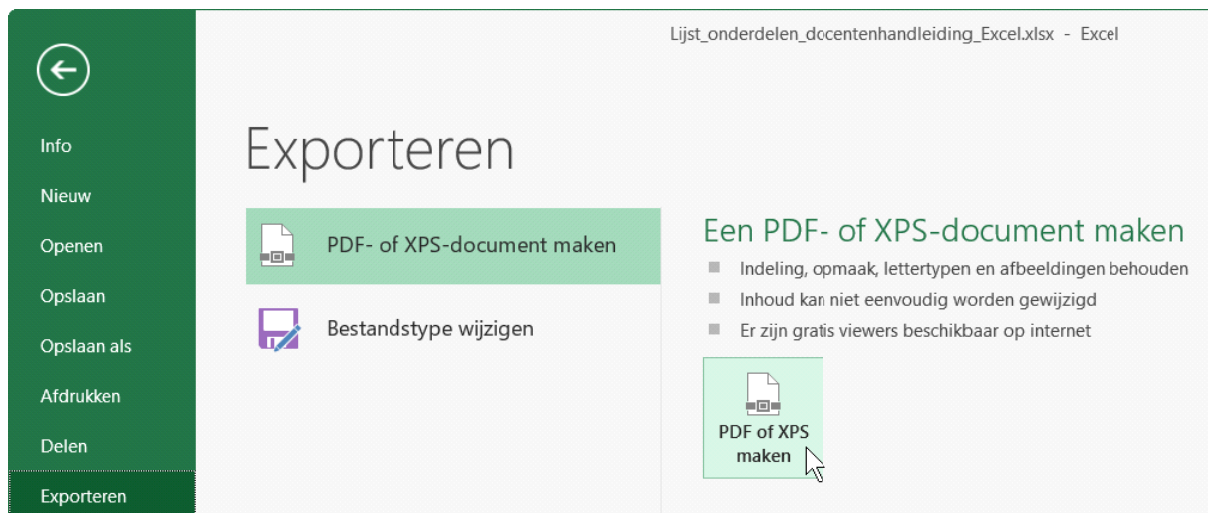 Lijst_onderdelen_docentenhandleiding_Excel.xlsx - Excel
Info
Nieuw
Openen
Opslaan
Opslaan als
Afdrukken
Delen
Exporteren
Exporteren
PDF- of XPS-document maken
Bestandstype wijzigen
Een PDF- of XPS-document maken
Indeling, opmaak, lettertypen en afbeeldingen behouden
Inhoud kan niet eenvoudig worden gewijzigd
Er zijn gratis viewers beschikbaar op internet
PDF of XPS
maken